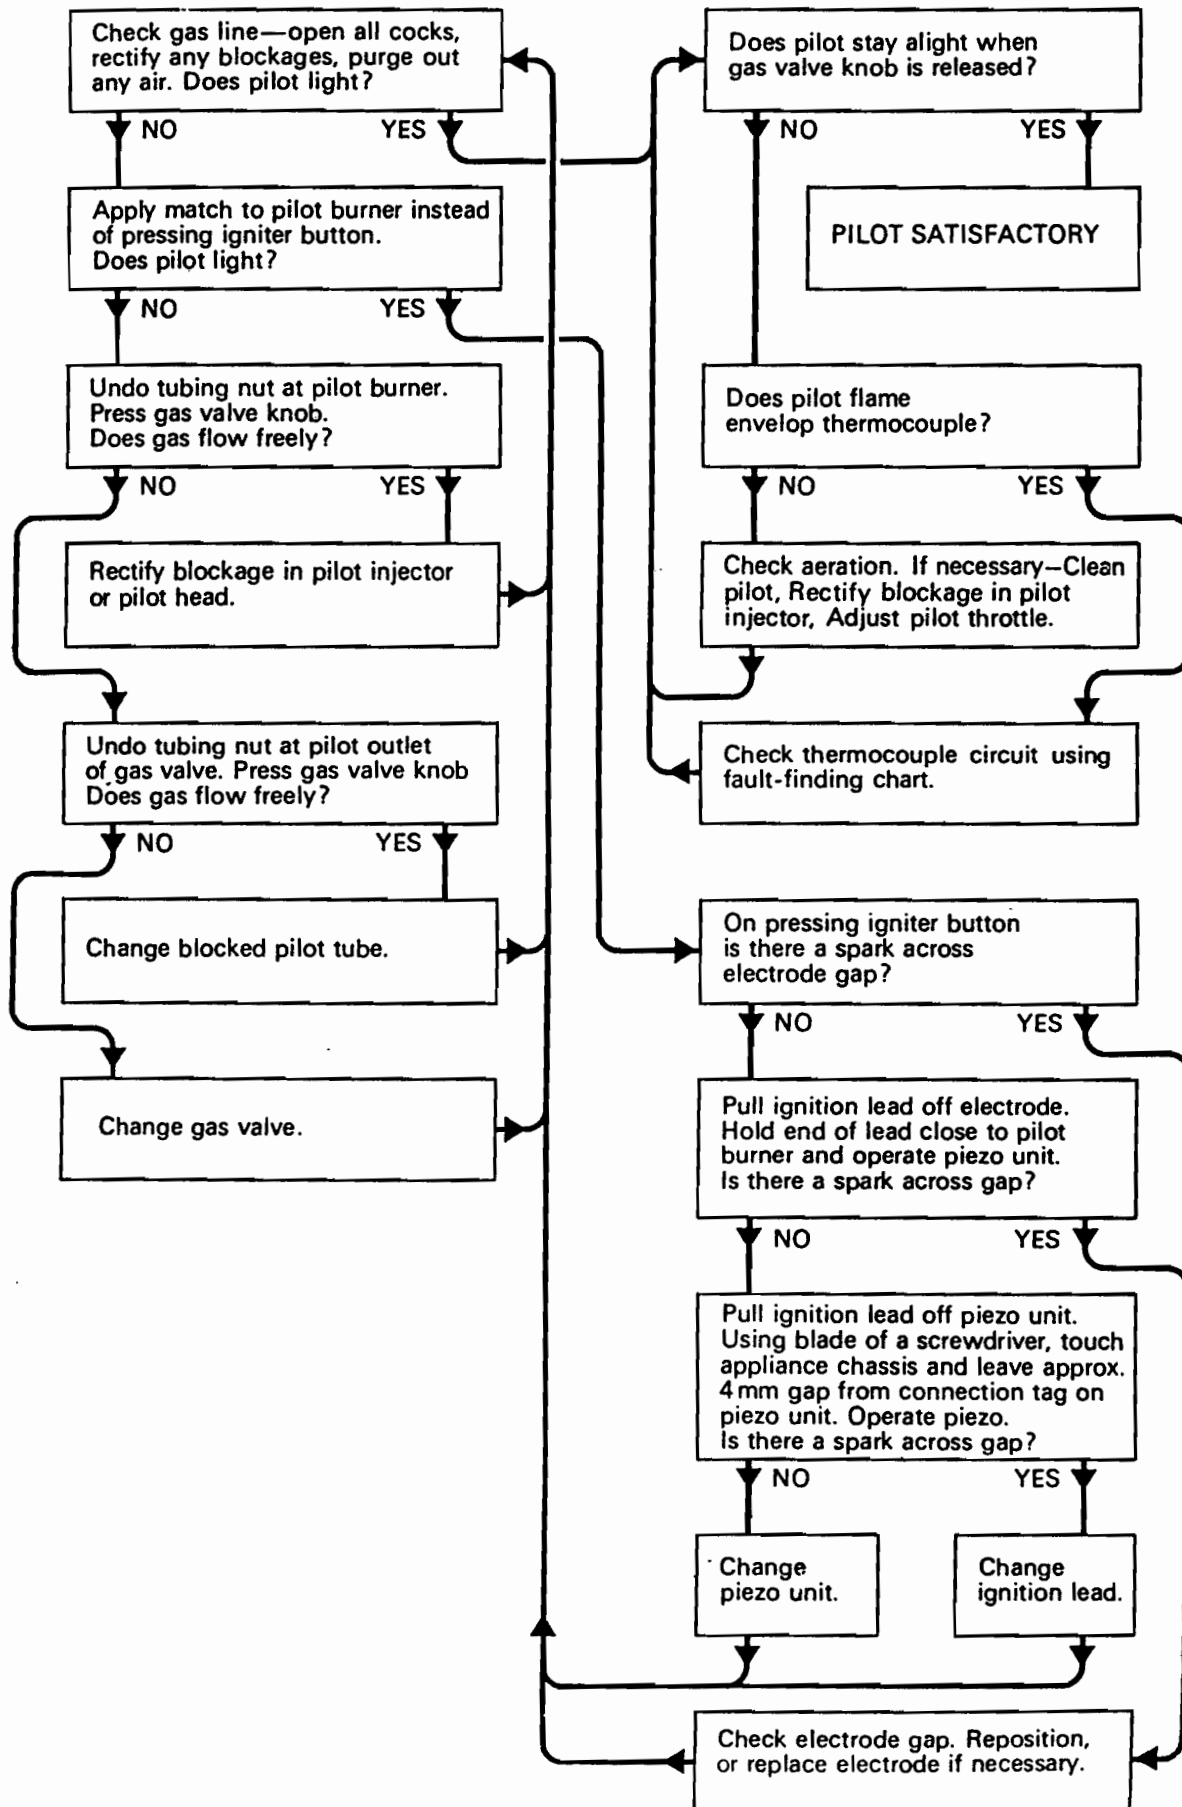 Check gas line—open all cocks,
rectify any blockages, purge out
any air. Does pilot light?
NO
YES
Apply match to pilot burner instead
of pressing igniter button.
Does pilot light?
NO
YES
Undo tubing nut at pilot burner.
Press gas valve knob.
Does gas flow freely?
NO
YES
Rectify blockage in pilot injector
or pilot head.
Undo tubing nut at pilot outlet
of gas valve. Press gas valve knob
Does gas flow freely?
NO
YES
Change blocked pilot tube.
Change gas valve.
Does pilot stay alight when
gas valve knob is released?
NO
YES
PILOT SATISFACTORY
Does pilot flame
envelop thermocouple?
NO
YES
Check aeration. If necessary—Clean
pilot, Rectify blockage in pilot
injector, Adjust pilot throttle.
Check thermocouple circuit using
fault-finding chart.
On pressing igniter button
is there a spark across
electrode gap?
NO
YES
Pull ignition lead off electrode.
Hold end of lead close to pilot
burner and operate piezo unit.
Is there a spark across gap?
NO
YES
Pull ignition lead off piezo unit.
Using blade of a screwdriver, touch
appliance chassis and leave approx.
4 mm gap from connection tag on
piezo unit. Operate piezo.
Is there a spark across gap?
NO
YES
Change
piezo unit.
Change
ignition lead.
Check electrode gap. Reposition,
or replace electrode if necessary.